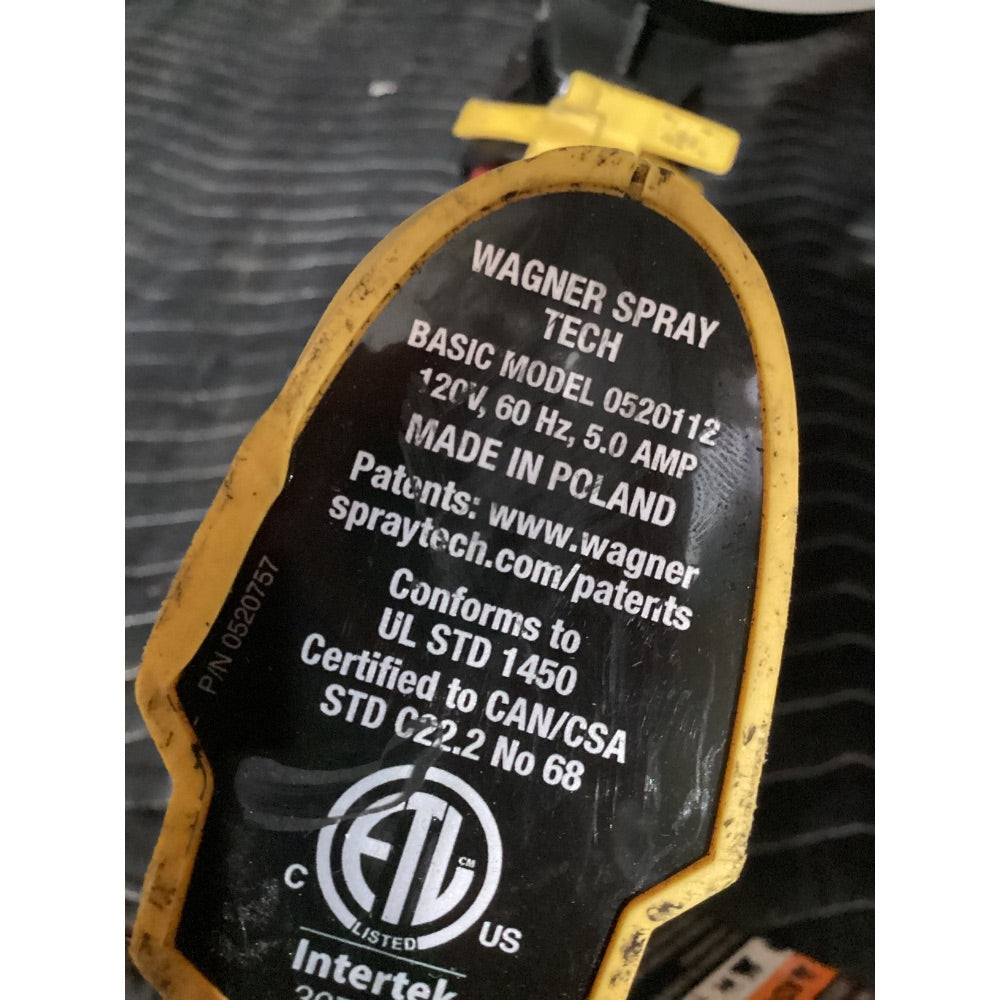 WAGNER SPRAY
TECH
BASIC MODEL 0520112
120V, 60 Hz, 5.0 AMP
MADE IN POLAND
Patents: www.wagner
spraytech.com/patents
Conforms to
UL STD 1450
Certified to CAN/CSA
STD C22.2 No 68
P/N 0520757
ETL CM
C
US
LISTED
Intertek